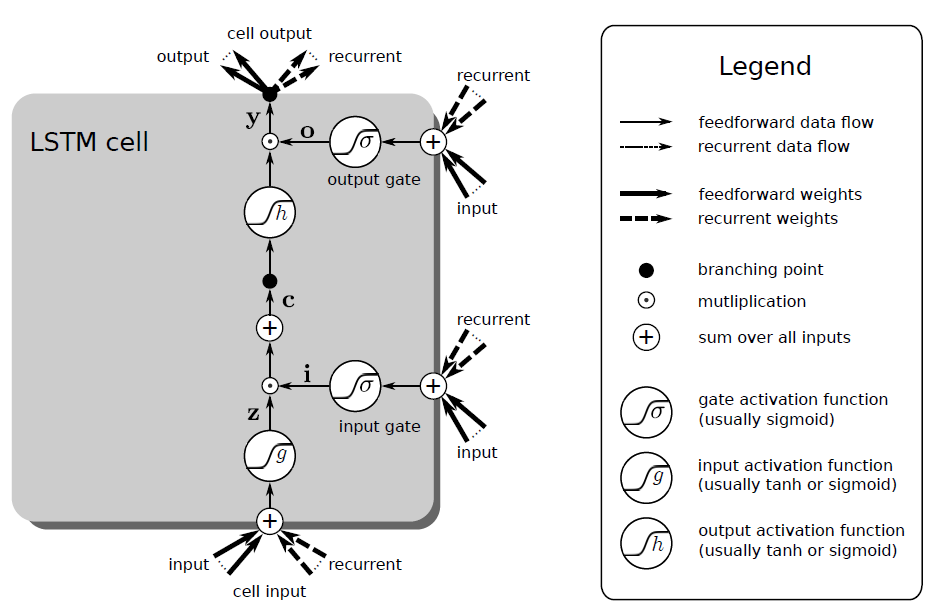 cell output
output
recurrent
recurrent
LSTM cell
y
o
σ
+
output gate
input
h
c
+
recurrent
i
σ
+
z
input gate
g
input
+
input
recurrent
cell input
Legend
feedforward data flow
recurrent data flow
feedforward weights
recurrent weights
branching point
mutliplication
+
sum over all inputs
σ
gate activation function
(usually sigmoid)
g
input activation function
(usually tanh or sigmoid)
h
output activation function
(usually tanh or sigmoid)